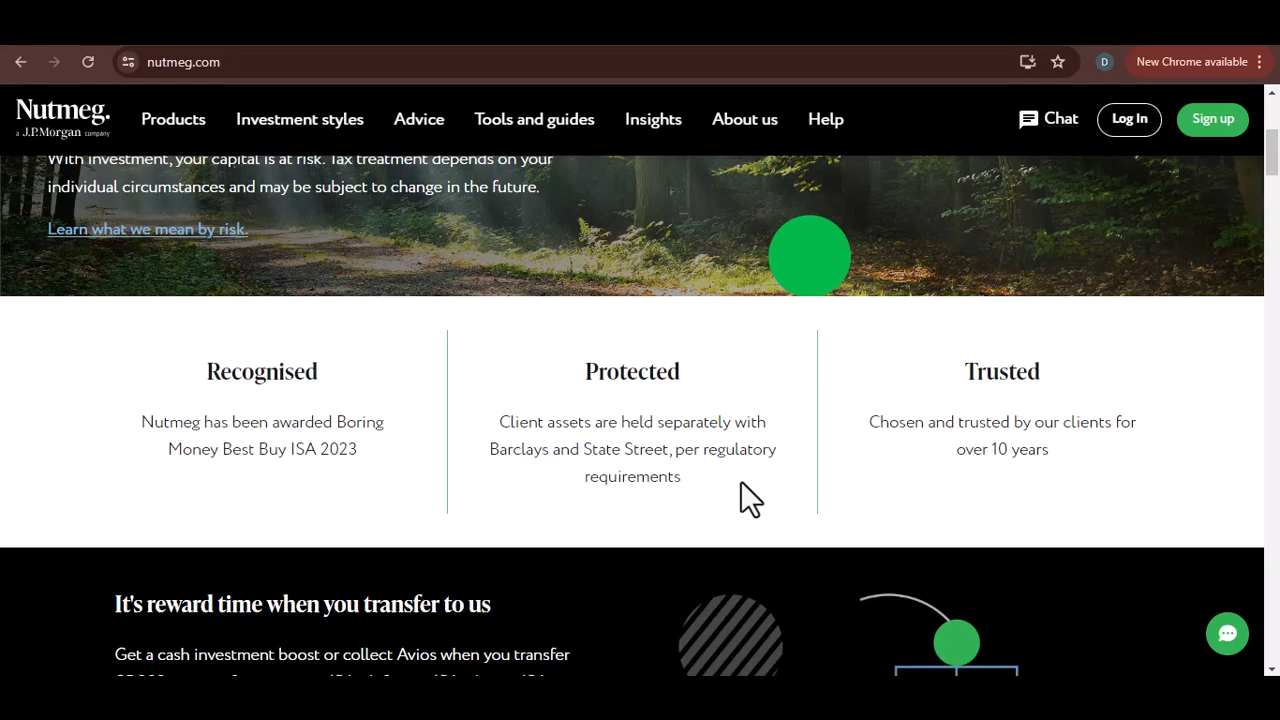 nutmeg.com
New Chrome available
D
Nutmeg.
a J.P.Morgan company
Products
Investment styles
Advice
Tools and guides
Insights
About us
Help
Chat
Log In
Sign up
With investment, your capital is at risk. Tax treatment depends on your
individual circumstances and may be subject to change in the future.
Learn what we mean by risk.
Recognised
Nutmeg has been awarded Boring
Money Best Buy ISA 2023
Protected
Client assets are held separately with
Barclays and State Street, per regulatory
requirements
Trusted
Chosen and trusted by our clients for
over 10 years
It's reward time when you transfer to us
Get a cash investment boost or collect Avios when you transfer